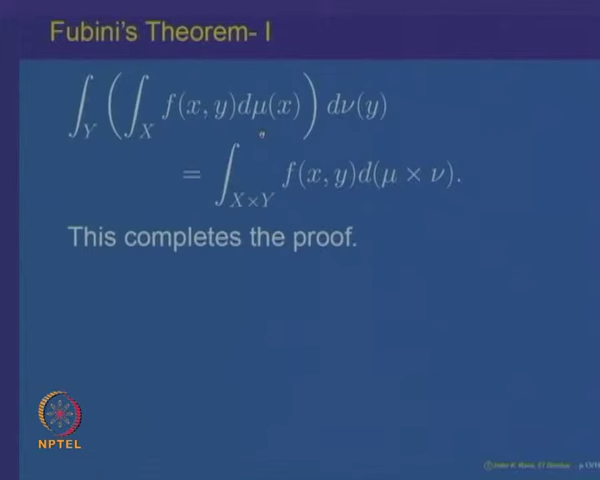 Fubini's Theorem- I
∫_Y ( ∫_X f(x, y)dμ(x) ) dν(y)
= ∫_{X×Y} f(x, y)d(μ × ν).
This completes the proof.
NPTEL